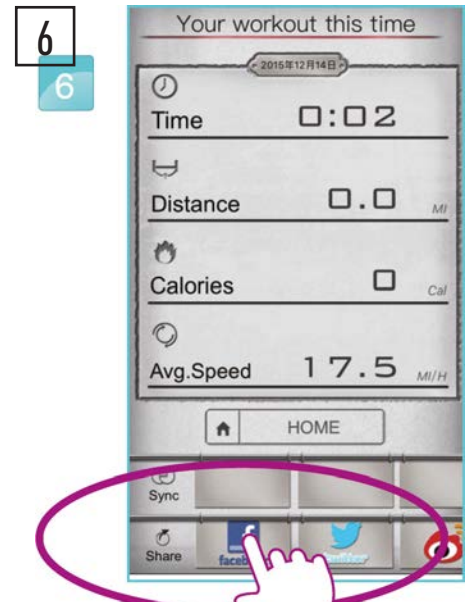 6
6
Your workout this time
2015年12月14日
Time 0:02
Distance 0.0 MI
Calories 0 Cal
Avg.Speed 17.5 MI/H
HOME
Sync
Share